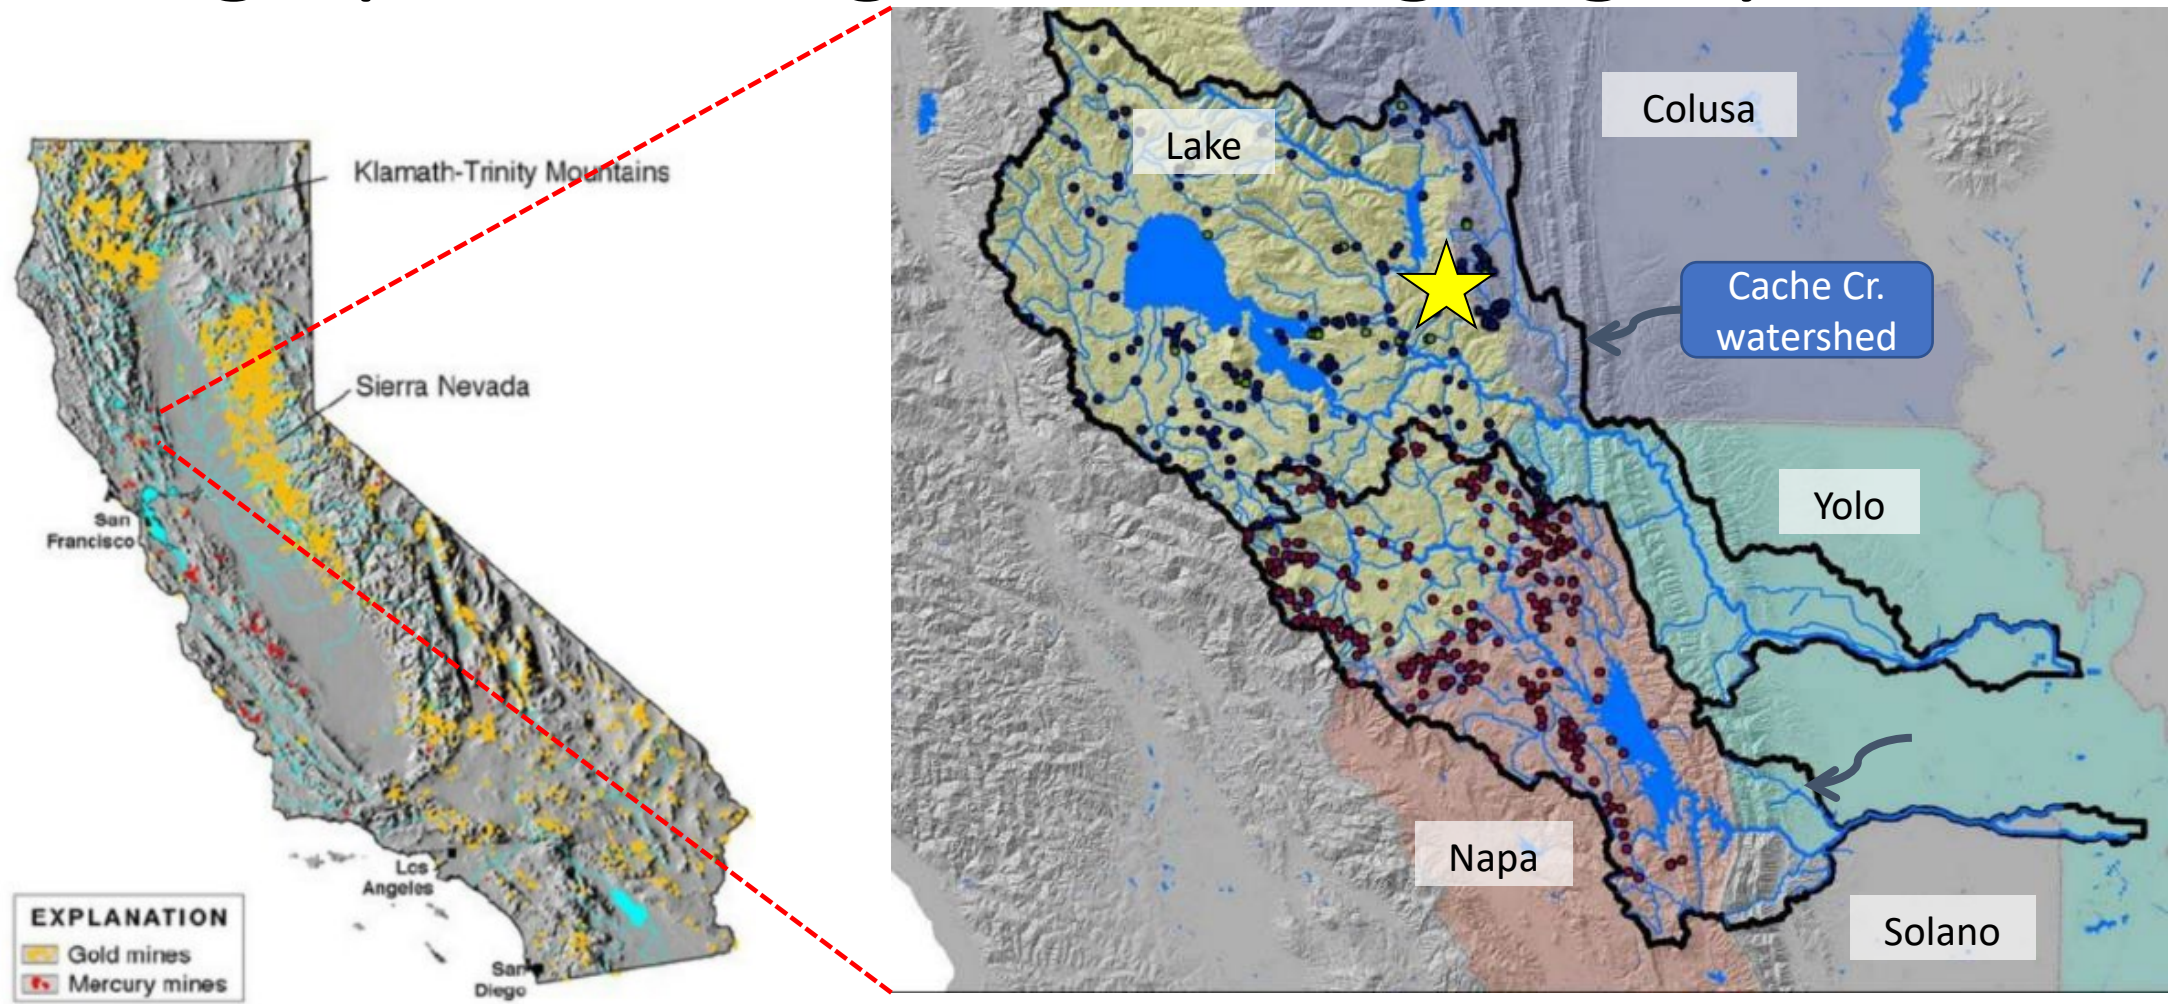 Klamath-Trinity Mountains
Sierra Nevada
San
Francisco
Los
Angeles
San
Diego
EXPLANATION
Gold mines
Mercury mines
Lake
Colusa
Cache Cr.
watershed
Yolo
Napa
Solano